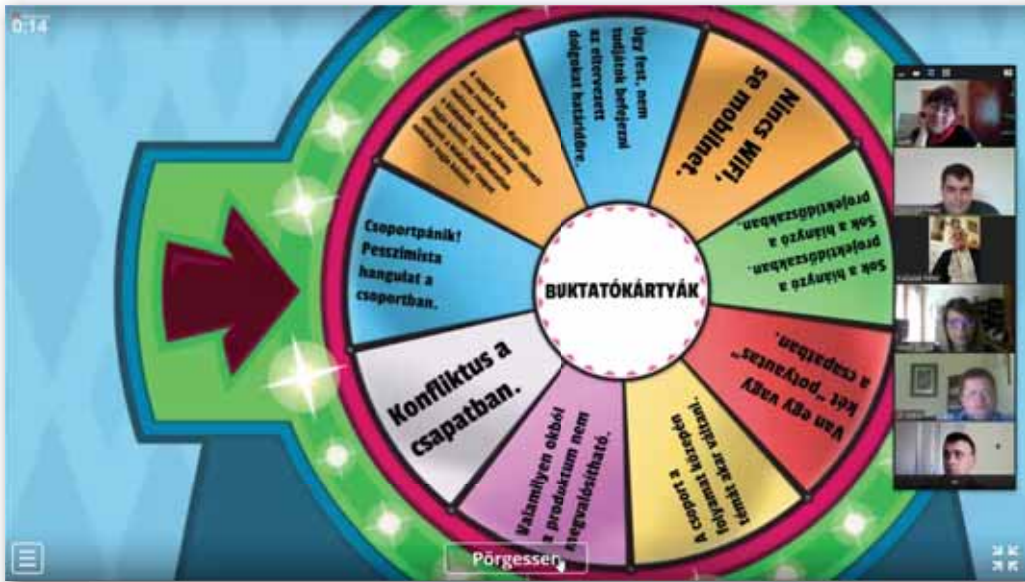 0:14
Úgy fest, nem
tudjátok befejezni
az eltervezett
dolgokat határidőre.
Nincs WiFi,
se mobilnet.
Sok a hiányzó a
projektidőszakban.
Sok a hiányzó a
projektidőszakban.
Van egy vagy
két "potyautas"
a csapatban.
A csoport a
folyamat közepén
témát akar váltani.
Valamilyen okból
a produktum nem
megvalósítható.
Konfliktus a
csapatban.
Csoportpánik!
Pesszimista
hangulat a
csoportban.
BUKTATÓKÁRTYÁK
Pörgessen